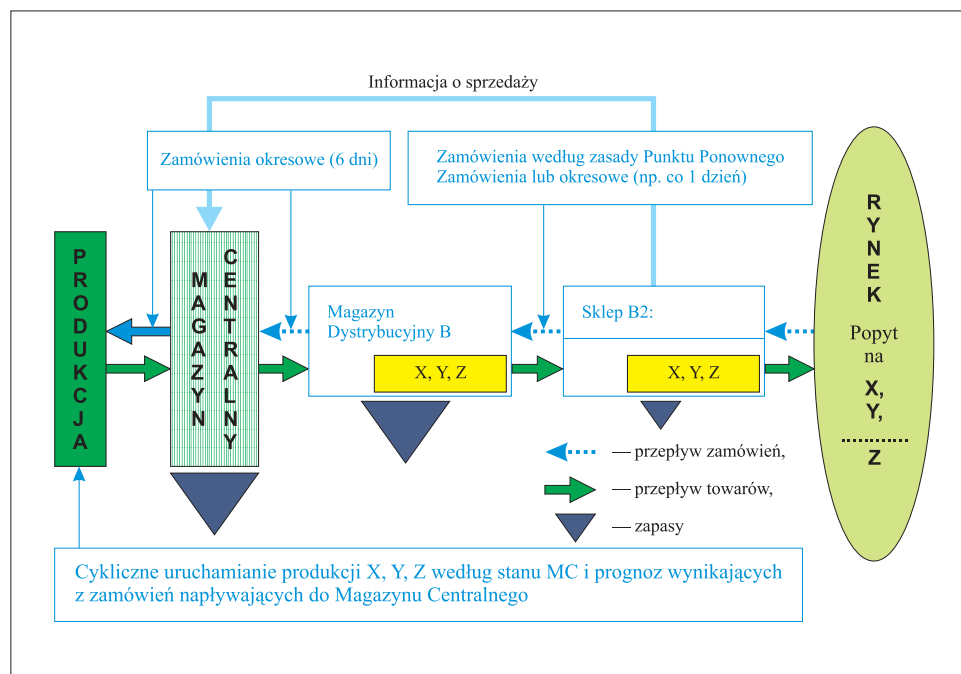 Informacja o sprzedaży
Zamówienia okresowe (6 dni)
Zamówienia według zasady Punktu Ponownego
Zamówienia lub okresowe (np. co 1 dzień)
PRODUKCJA
MAGAZYN
CENTRALNY
Magazyn
Dystrybucyjny B
X, Y, Z
Sklep B2:
X, Y, Z
RYNEK
Popyt
na
X,
Y,
Z
— przepływ zamówień,
— przepływ towarów,
— zapasy
Cykliczne uruchamianie produkcji X, Y, Z według stanu MC i prognoz wynikających
z zamówień napływających do Magazynu Centralnego